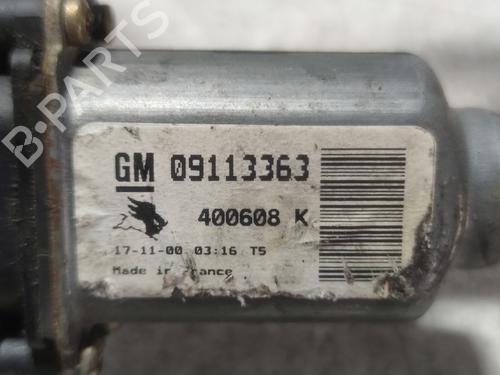 B-PARTS
GM 09113363
400608 K
17-11-00 03:16 T5
Made in France